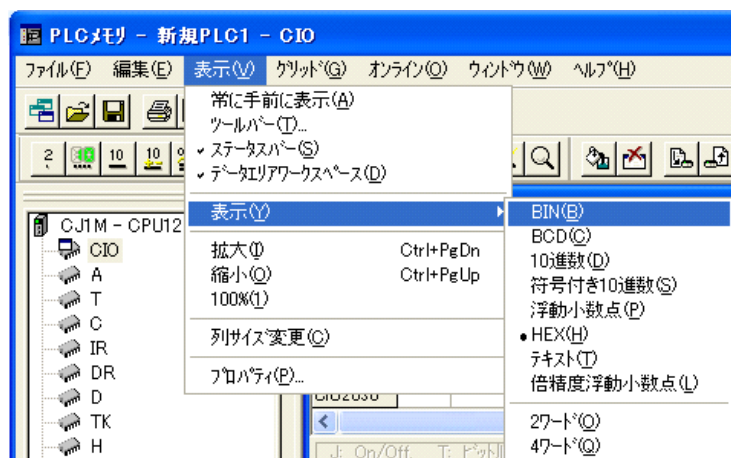 PLCﾒﾓﾘ - 新規PLC1 - CIO
ﾌｧｲﾙ(F) 編集(E) 表示(V) ｸﾞﾘｯﾄﾞ(G) ｵﾝﾗｲﾝ(O) ｳｨﾝﾄﾞｳ(W) ﾍﾙﾌﾟ(H)
常に手前に表示(A)
ﾂｰﾙﾊﾞｰ(T)...
ｽﾃｰﾀｽﾊﾞｰ(S)
ﾃﾞｰﾀｴﾘｱﾜｰｸｽﾍﾟｰｽ(D)
表示(Y)
拡大(I) Ctrl+PgDn
縮小(O) Ctrl+PgUp
100%(1)
列ｻｲｽﾞ変更(C)
ﾌﾟﾛﾊﾟﾃｨ(P)...
BIN(B)
BCD(C)
10進数(D)
符号付き10進数(S)
浮動小数点(P)
HEX(H)
ﾃｷｽﾄ(T)
倍精度浮動小数点(L)
2ﾜｰﾄﾞ(O)
4ﾜｰﾄﾞ(Q)
2 10 10
CJ1M - CPU12
CIO
A
T
C
IR
DR
D
TK
H
CIO2030
J: On/Off. T: ﾋﾞｯﾄ